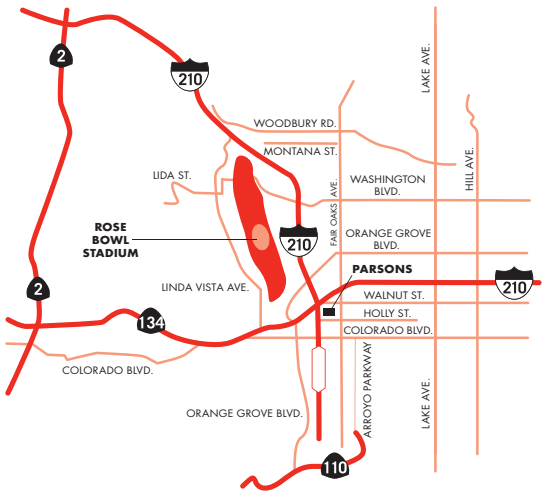 2
210
LAKE AVE.
WOODBURY RD.
MONTANA ST.
HILL AVE.
LIDA ST.
WASHINGTON
BLVD.
FAIR OAKS AVE.
ROSE
BOWL
STADIUM
210
ORANGE GROVE
BLVD.
PARSONS
2
LINDA VISTA AVE.
210
WALNUT ST.
134
HOLLY ST.
COLORADO BLVD.
COLORADO BLVD.
ARROYO PARKWAY
LAKE AVE.
ORANGE GROVE BLVD.
110